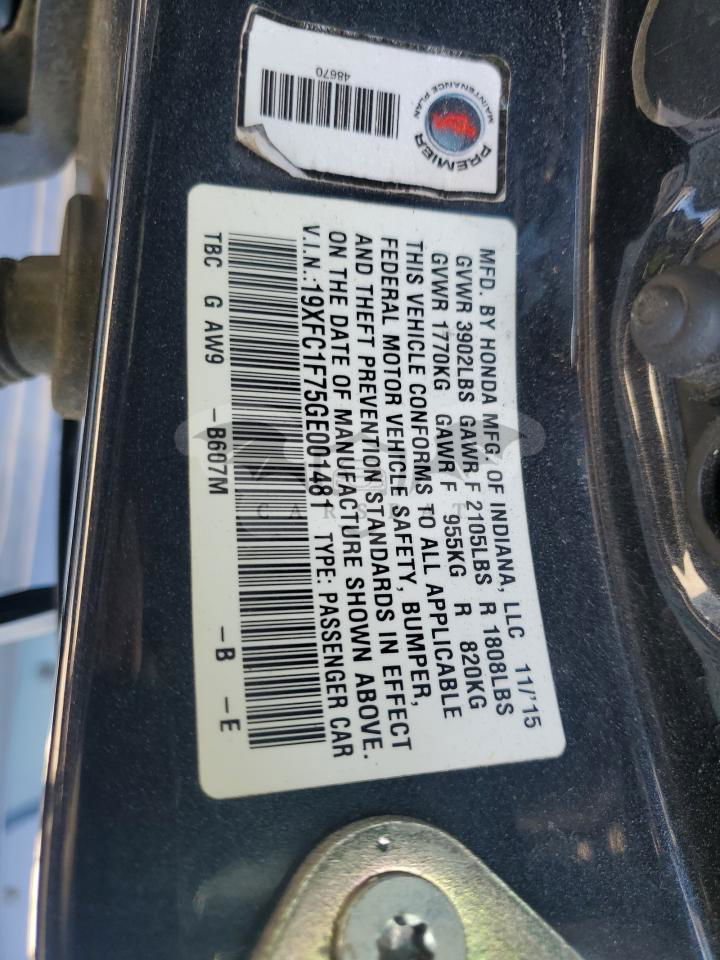 PREMIER
MAINTENANCE PLAN
48670
MFD. BY HONDA MFG. OF INDIANA, LLC 11/'15
GVWR 3902LBS GAWR F 2105LBS R 1808LBS
GVWR 1770KG GAWR F 955KG R 820KG
THIS VEHICLE CONFORMS TO ALL APPLICABLE
FEDERAL MOTOR VEHICLE SAFETY, BUMPER,
AND THEFT PREVENTION STANDARDS IN EFFECT
ON THE DATE OF MANUFACTURE SHOWN ABOVE.
V.I.N.: 19XFC1F75GE001481 TYPE: PASSENGER CAR
TBC G AW9 -B607M -B -E